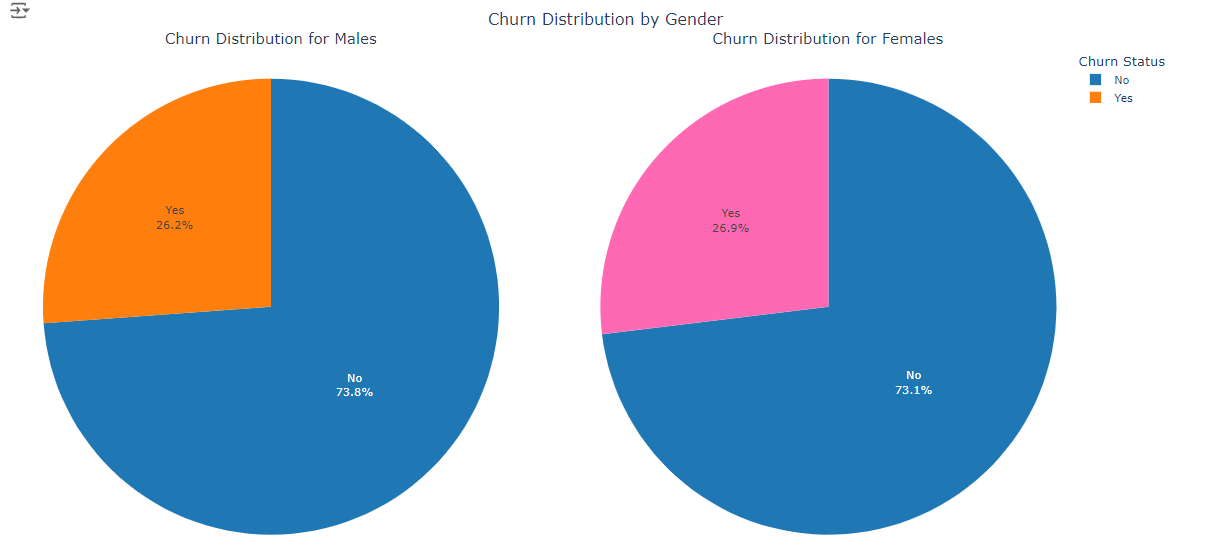 Churn Distribution by Gender
Churn Distribution for Males
Churn Distribution for Females
Churn Status
No
Yes
Yes
26.2%
No
73.8%
Yes
26.9%
No
73.1%